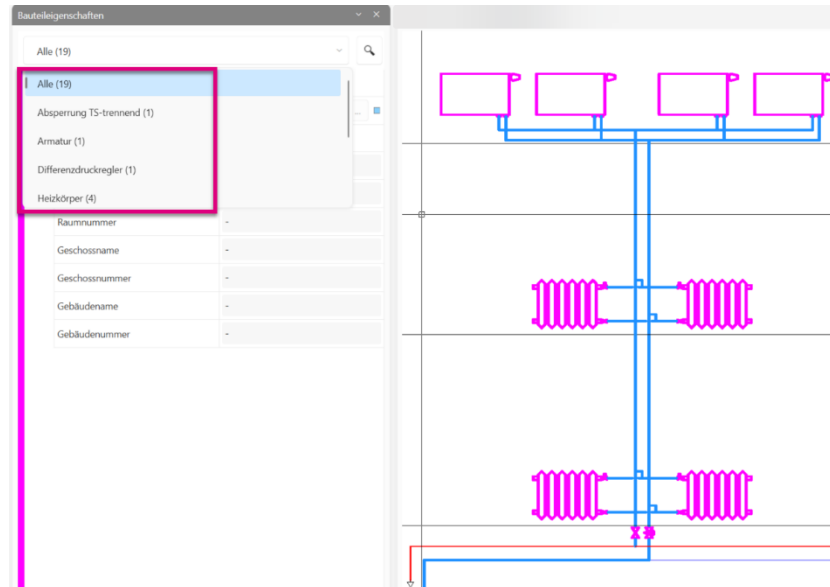 Bauteileigenschaften
Alle (19)
Alle (19)
Absperrung TS-trennend (1)
...
Armatur (1)
Differenzdruckregler (1)
Heizkörper (4)
Raumnummer -
Geschossname -
Geschossnummer -
Gebäudename -
Gebäudenummer -